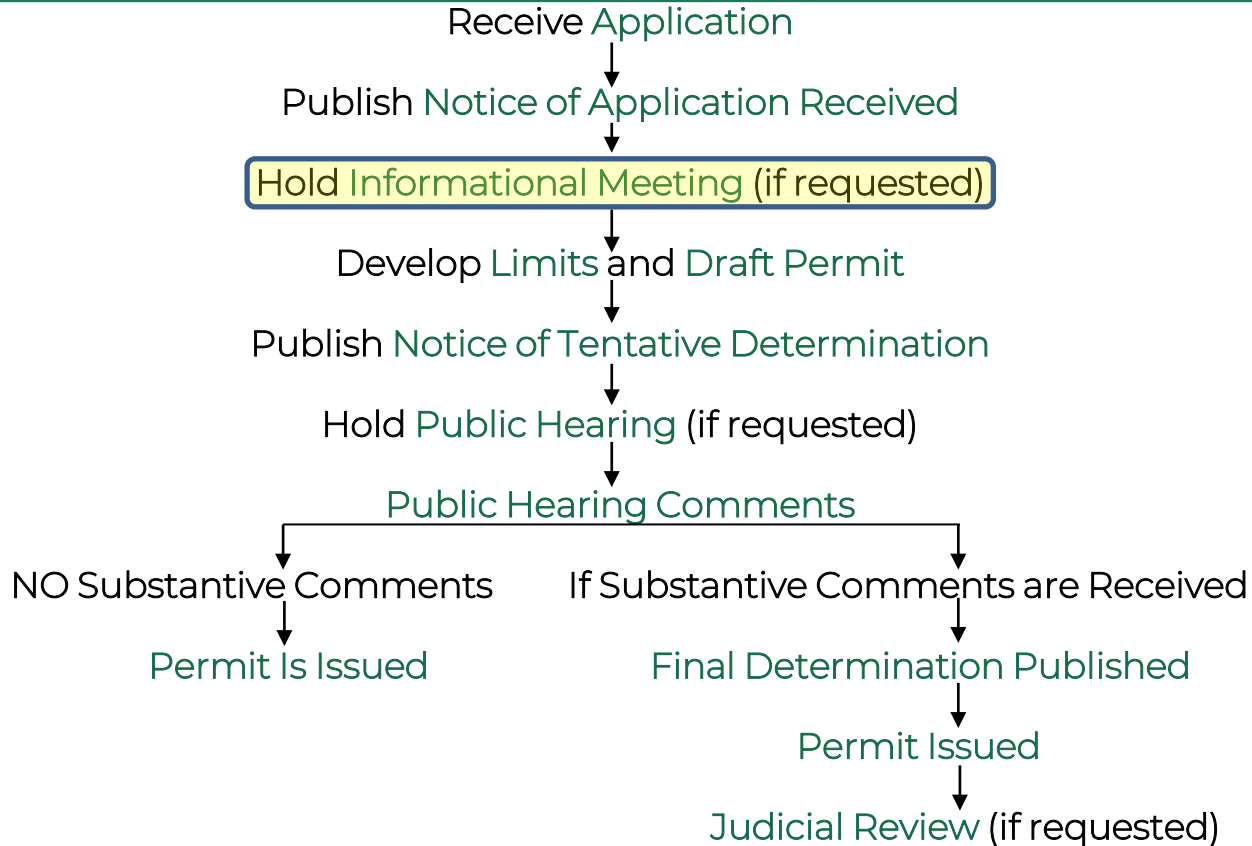 Receive Application
Publish Notice of Application Received
Hold Informational Meeting (if requested)
Develop Limits and Draft Permit
Publish Notice of Tentative Determination
Hold Public Hearing (if requested)
Public Hearing Comments
NO Substantive Comments
If Substantive Comments are Received
Permit Is Issued
Final Determination Published
Permit Issued
Judicial Review (if requested)